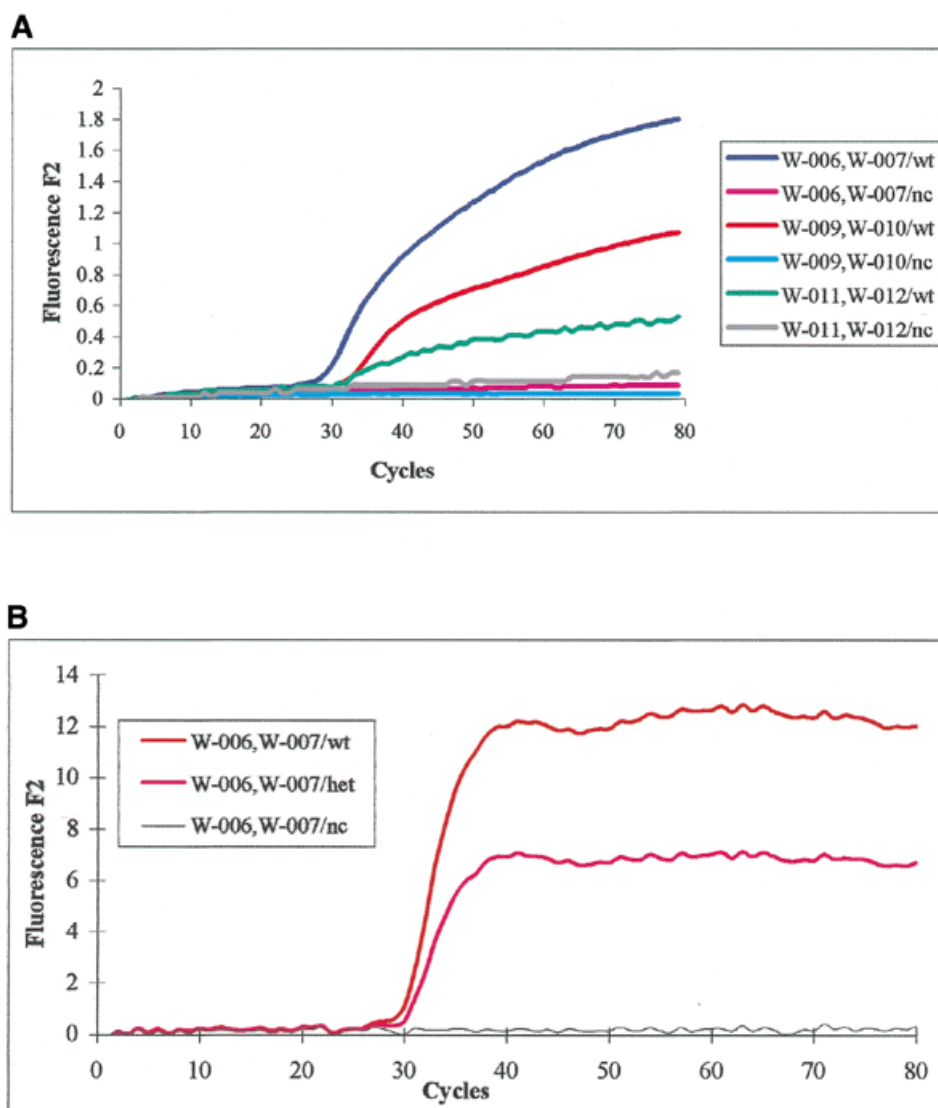 A
2
1.8
1.6
1.4
1.2
1
0.8
0.6
0.4
0.2
0
Fluorescence F2
0 10 20 30 40 50 60 70 80
Cycles
W-006,W-007/wt
W-006,W-007/nc
W-009,W-010/wt
W-009,W-010/nc
W-011,W-012/wt
W-011,W-012/nc
B
14
12
10
8
6
4
2
0
Fluorescence F2
W-006,W-007/wt
W-006,W-007/het
W-006,W-007/nc
0 10 20 30 40 50 60 70 80
Cycles